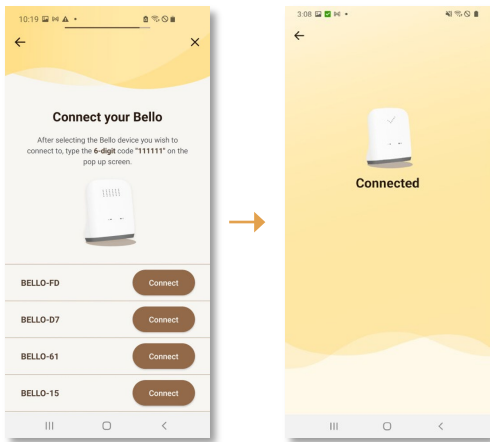 10:19
Connect your Bello
After selecting the Bello device you wish to
connect to, type the 6-digit code "111111" on the
pop up screen.
BELLO-FD Connect
BELLO-D7 Connect
BELLO-61 Connect
BELLO-15 Connect
3:08
Connected